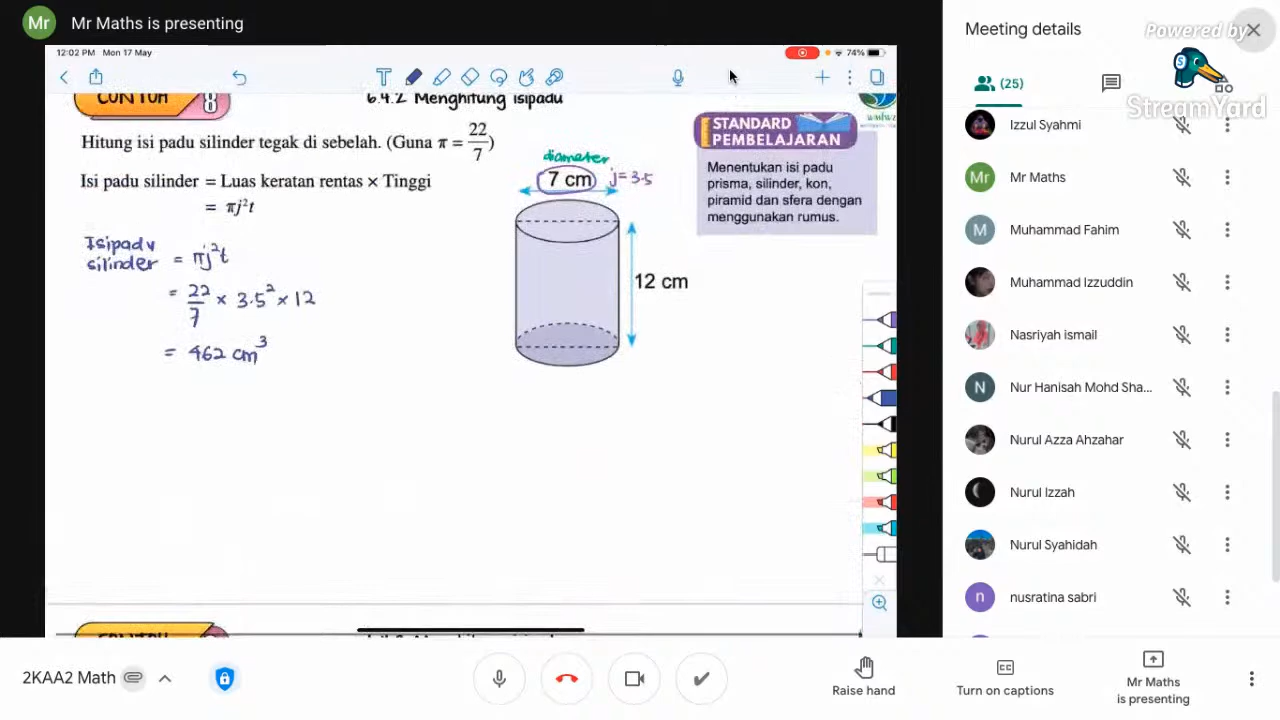 Mr Mr Maths is presenting
12:02 PM Mon 17 May
74%
CONTOH 8
6.4.2 Menghitung isipadu
Hitung isi padu silinder tegak di sebelah. (Guna π = 22/7)
Isi padu silinder = Luas keratan rentas × Tinggi
= πj²t
Isipadu
silinder = πj²t
= 22/7 × 3.5² × 12
= 462 cm³
diameter
7 cm j = 3.5
12 cm
STANDARD
PEMBELAJARAN
Menentukan isi padu
prisma, silinder, kon,
piramid dan sfera dengan
menggunakan rumus.
CONTOH
Meeting details
Powered by
StreamYard
(25)
Izzul Syahmi
Mr Mr Maths
M Muhammad Fahim
Muhammad Izzuddin
Nasriyah ismail
N Nur Hanisah Mohd Sha...
Nurul Azza Ahzahar
Nurul Izzah
Nurul Syahidah
n nusratina sabri
2KAA2 Math
Raise hand
Turn on captions
Mr Maths
is presenting